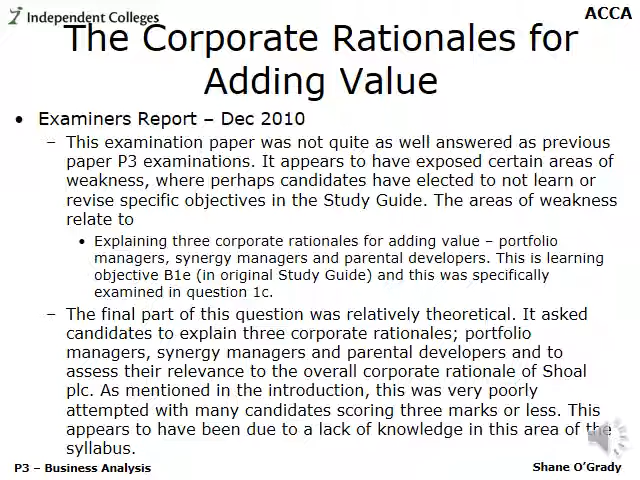 Independent Colleges
ACCA
The Corporate Rationales for
Adding Value
• Examiners Report – Dec 2010
– This examination paper was not quite as well answered as previous
paper P3 examinations. It appears to have exposed certain areas of
weakness, where perhaps candidates have elected to not learn or
revise specific objectives in the Study Guide. The areas of weakness
relate to
• Explaining three corporate rationales for adding value – portfolio
managers, synergy managers and parental developers. This is learning
objective B1e (in original Study Guide) and this was specifically
examined in question 1c.
– The final part of this question was relatively theoretical. It asked
candidates to explain three corporate rationales; portfolio
managers, synergy managers and parental developers and to
assess their relevance to the overall corporate rationale of Shoal
plc. As mentioned in the introduction, this was very poorly
attempted with many candidates scoring three marks or less. This
appears to have been due to a lack of knowledge in this area of the
syllabus.
P3 – Business Analysis
Shane O'Grady